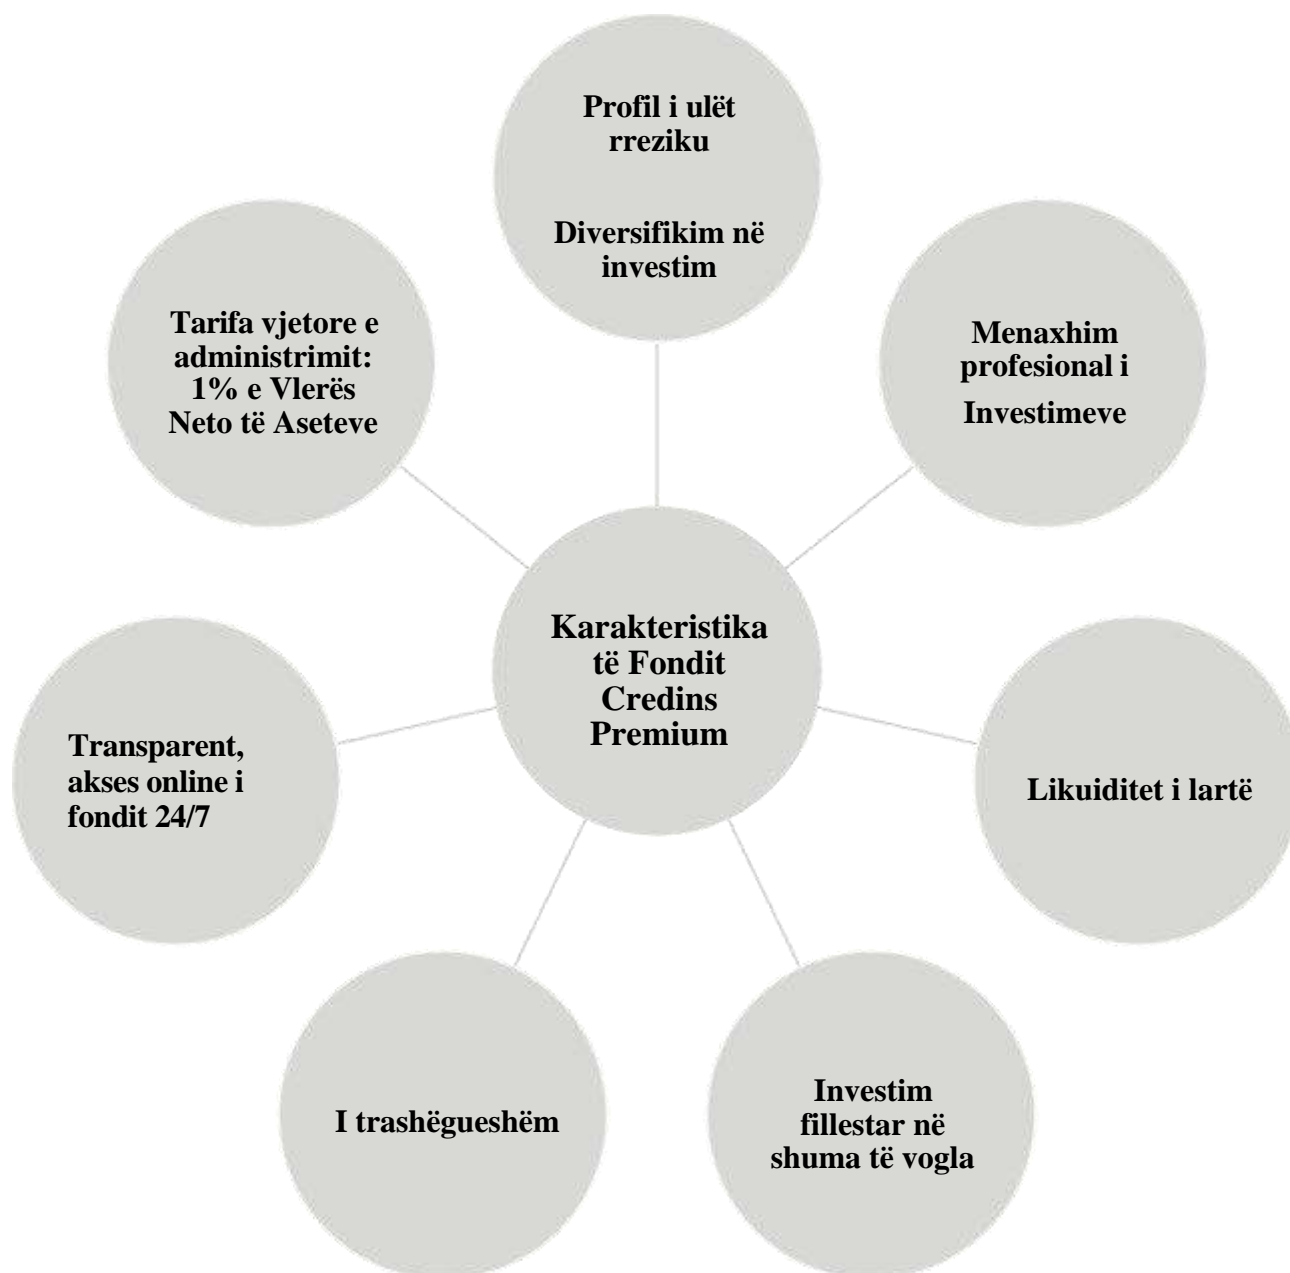 Profil i ulët
rreziku
Diversifikim në
investim
Menaxhim
profesional i
Investimeve
Likuiditet i lartë
Investim
fillestar në
shuma të vogla
I trashëgueshëm
Transparent,
akses online i
fondit 24/7
Tarifa vjetore e
administrimit:
1% e Vlerës
Neto të Aseteve
Karakteristika
të Fondit
Credins
Premium